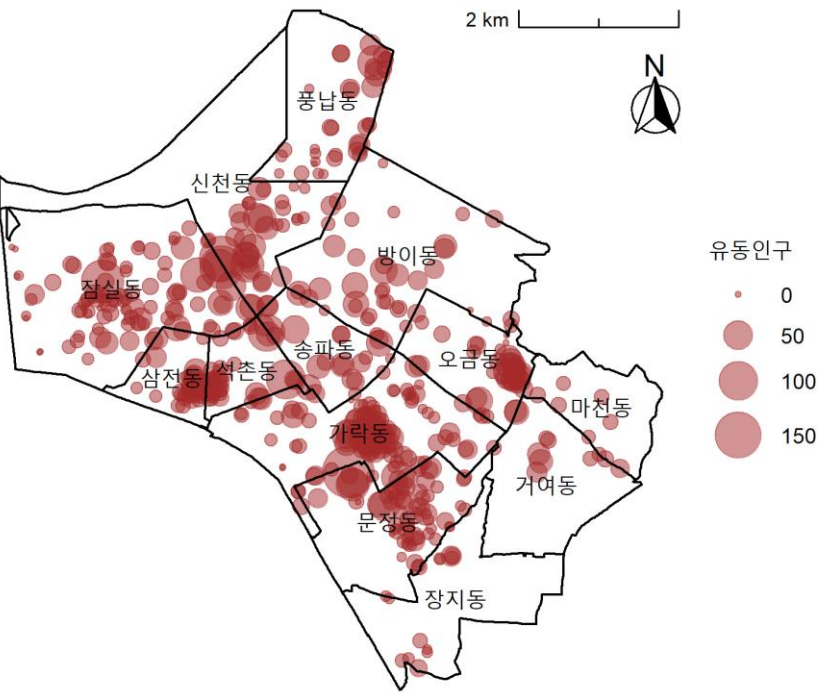 2 km
N
풍납동
신천동
방이동
유동인구
잠실동
0
50
송파동
오금동
삼전동
석촌동
100
마천동
가락동
150
거여동
문정동
장지동